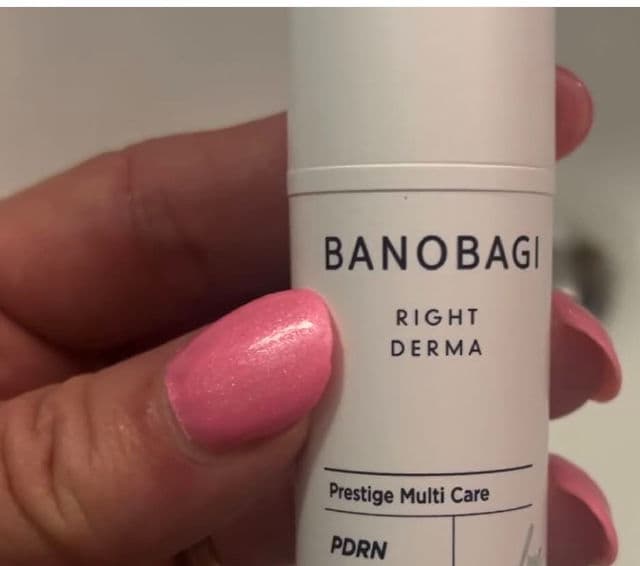 BANOBAGI
RIGHT
DERMA
Prestige Multi Care
PDRN